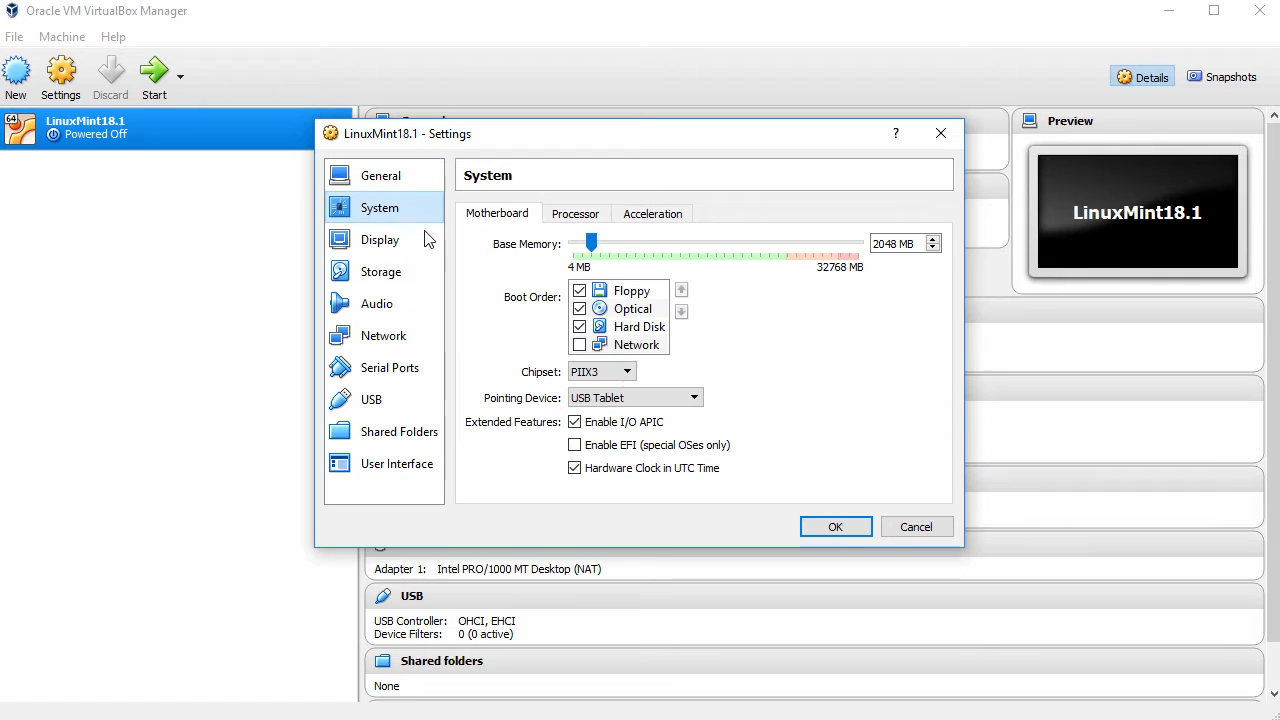 Oracle VM VirtualBox Manager
File Machine Help
New Settings Discard Start
Details Snapshots
64 LinuxMint18.1
Powered Off
Preview
LinuxMint18.1
LinuxMint18.1 - Settings
?
General
System
Display
Storage
Audio
Network
Serial Ports
USB
Shared Folders
User Interface
System
Motherboard Processor Acceleration
Base Memory: 2048 MB
4 MB 32768 MB
Boot Order: Floppy
Optical
Hard Disk
Network
Chipset: PIIX3
Pointing Device: USB Tablet
Extended Features: Enable I/O APIC
Enable EFI (special OSes only)
Hardware Clock in UTC Time
OK Cancel
Adapter 1: Intel PRO/1000 MT Desktop (NAT)
USB
USB Controller: OHCI, EHCI
Device Filters: 0 (0 active)
Shared folders
None